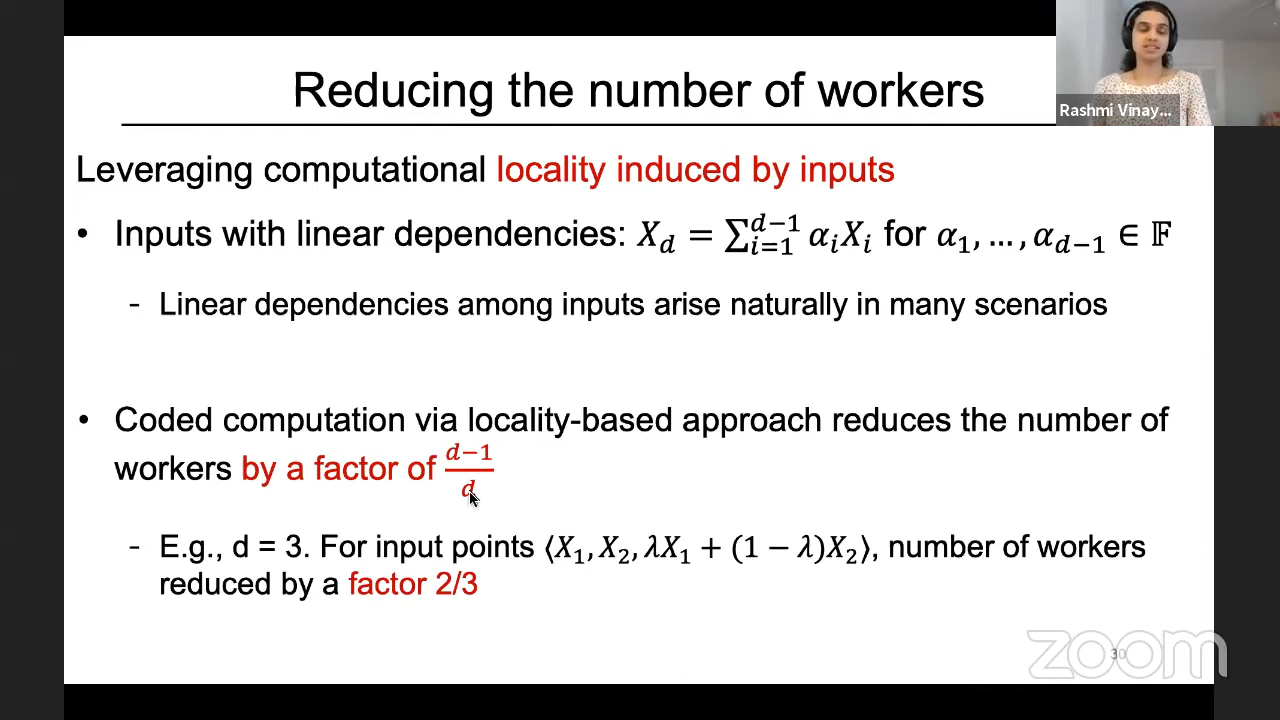 Reducing the number of workers
Rashmi Vinay...
Leveraging computational locality induced by inputs
• Inputs with linear dependencies: X_d = ∑_{i=1}^{d−1} α_i X_i for α_1, …, α_{d−1} ∈ 𝔽
- Linear dependencies among inputs arise naturally in many scenarios
• Coded computation via locality-based approach reduces the number of
workers by a factor of (d−1)/d
- E.g., d = 3. For input points ⟨X_1, X_2, λX_1 + (1 − λ)X_2⟩, number of workers
reduced by a factor 2/3
zoom
30